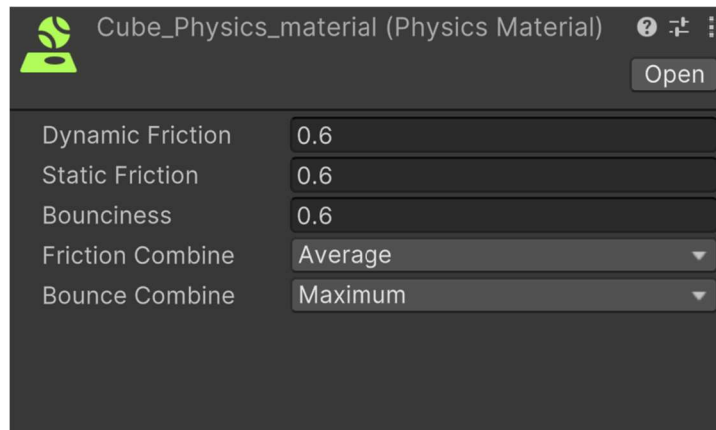 Cube_Physics_material (Physics Material)
Open
Dynamic Friction 0.6
Static Friction 0.6
Bounciness 0.6
Friction Combine Average
Bounce Combine Maximum